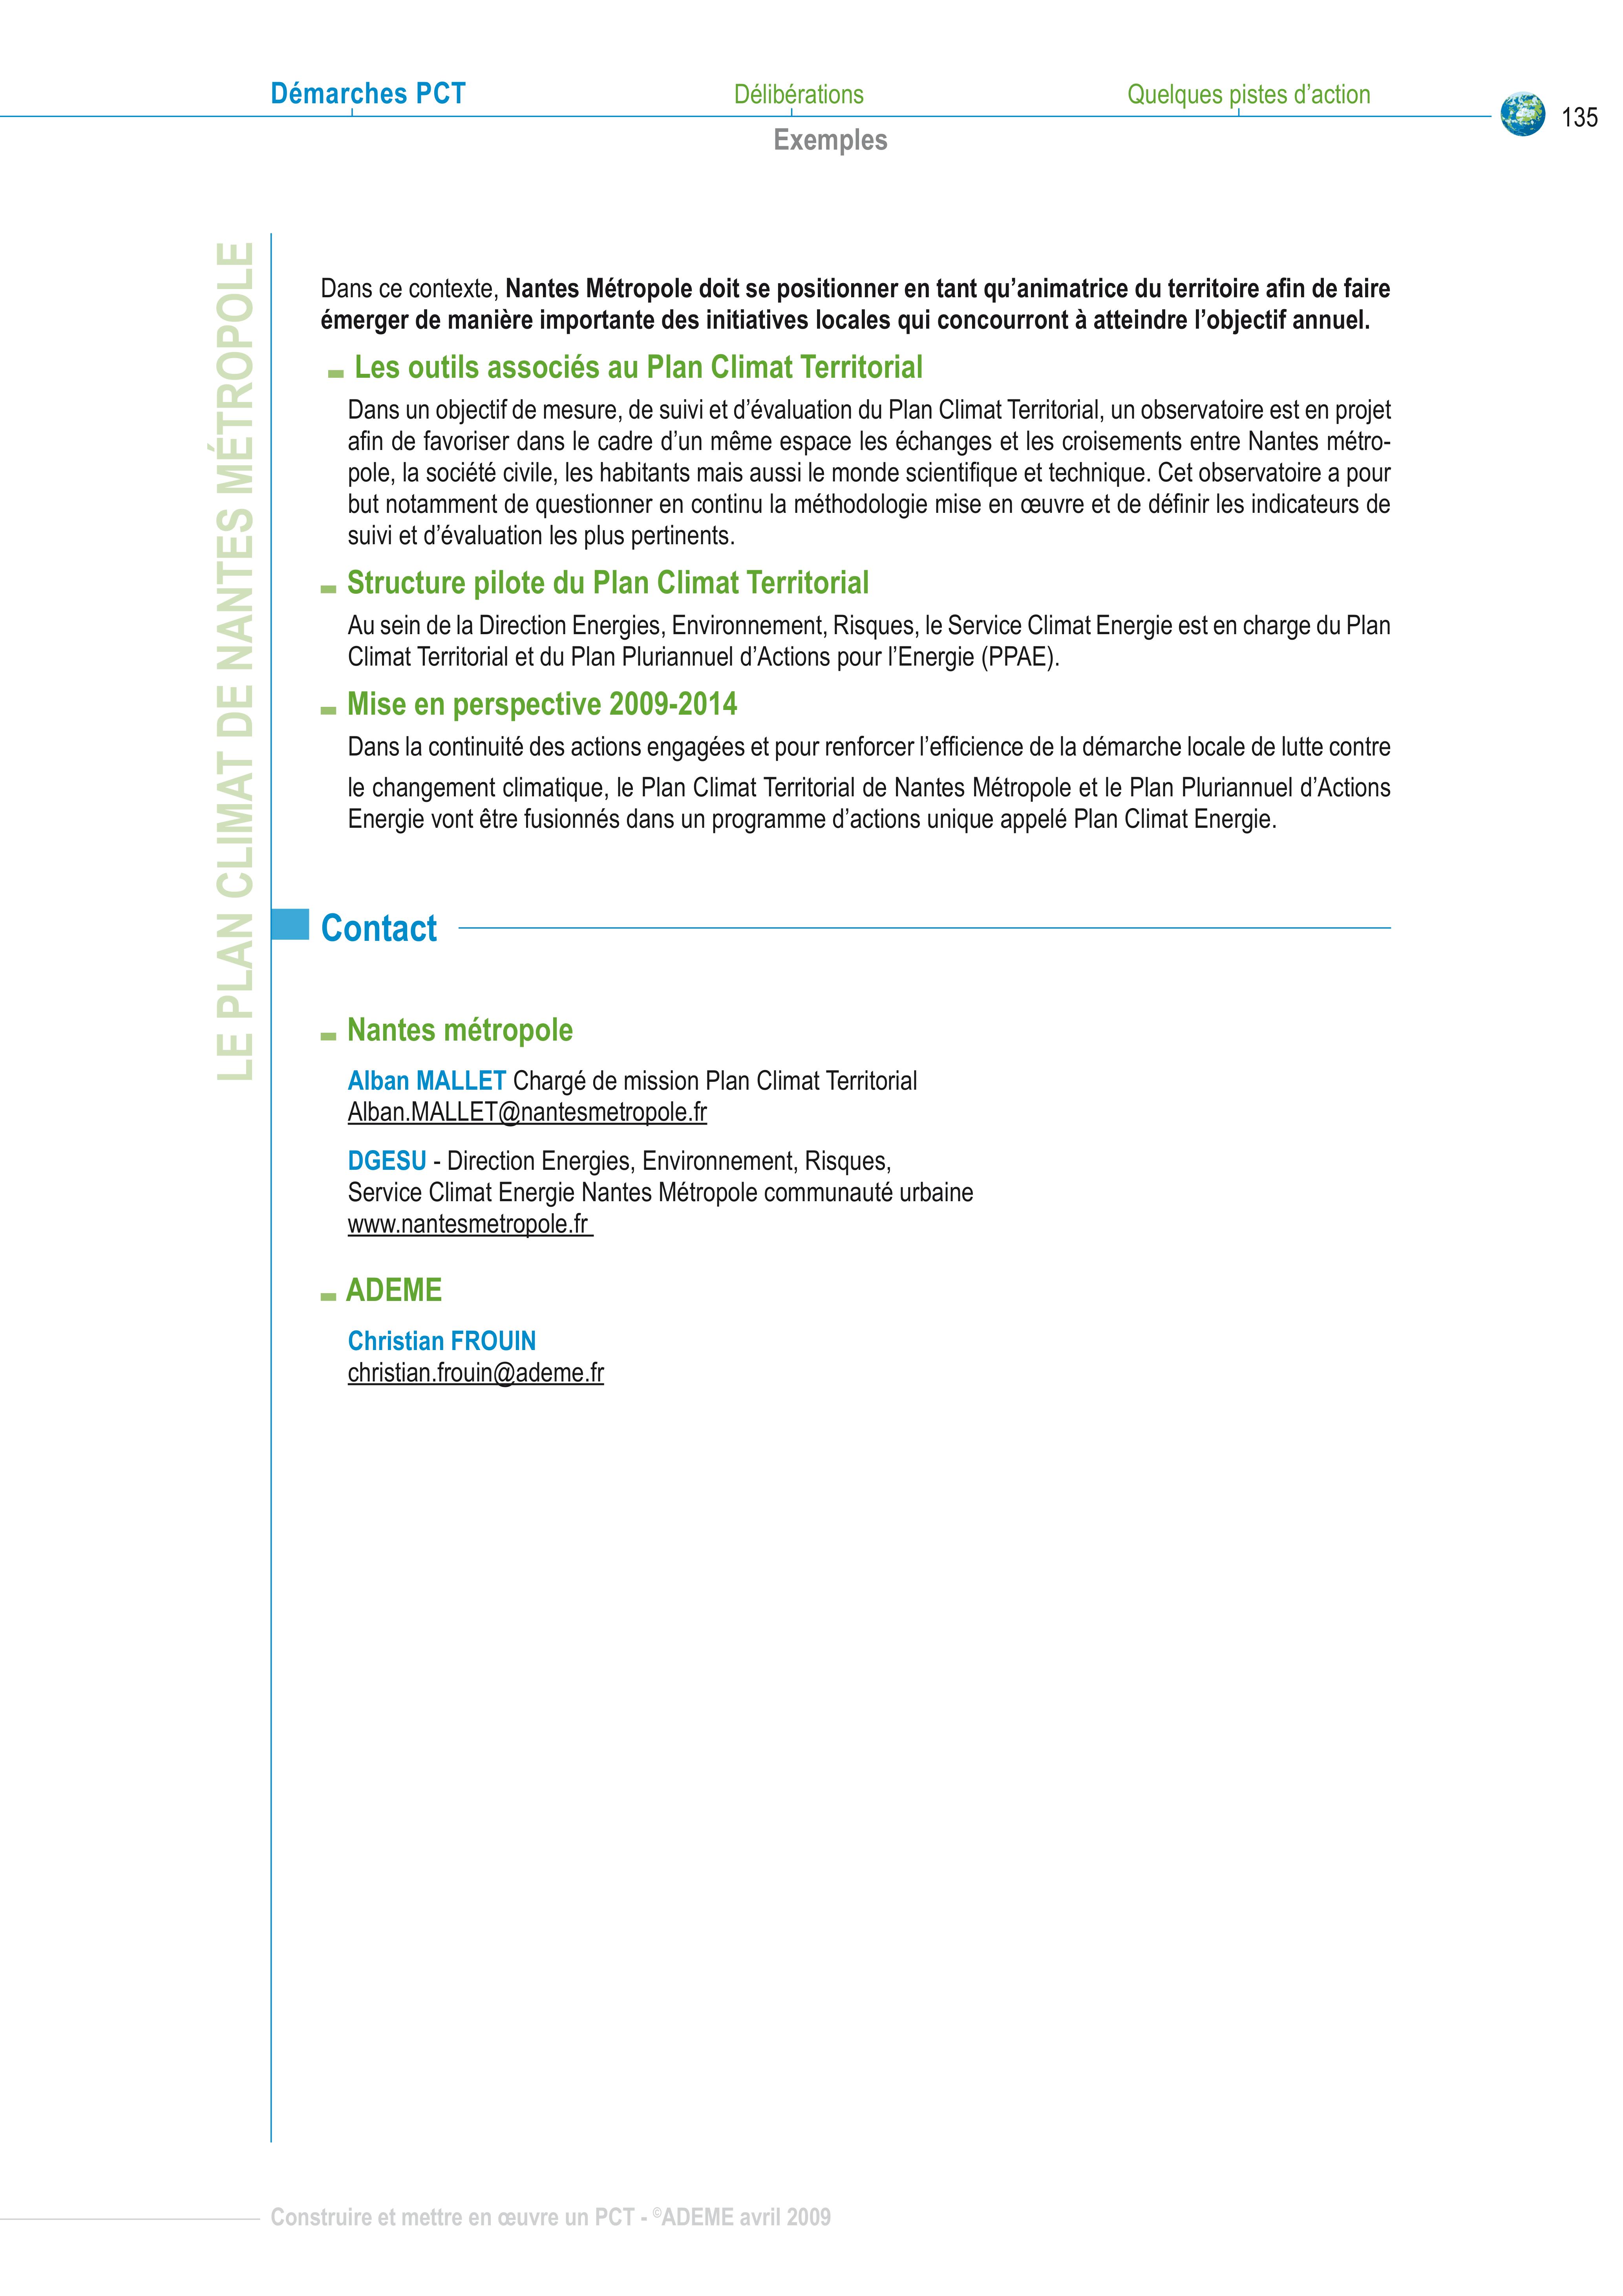 Démarches PCT
Délibérations
Quelques pistes d’action
135
Exemples
LE PLAN CLIMAT DE NANTES MÉTROPOLE
Dans ce contexte, Nantes Métropole doit se positionner en tant qu’animatrice du territoire afin de faire
émerger de manière importante des initiatives locales qui concourront à atteindre l’objectif annuel.
Les outils associés au Plan Climat Territorial
Dans un objectif de mesure, de suivi et d’évaluation du Plan Climat Territorial, un observatoire est en projet
afin de favoriser dans le cadre d’un même espace les échanges et les croisements entre Nantes métro-
pole, la société civile, les habitants mais aussi le monde scientifique et technique. Cet observatoire a pour
but notamment de questionner en continu la méthodologie mise en œuvre et de définir les indicateurs de
suivi et d’évaluation les plus pertinents.
Structure pilote du Plan Climat Territorial
Au sein de la Direction Energies, Environnement, Risques, le Service Climat Energie est en charge du Plan
Climat Territorial et du Plan Pluriannuel d’Actions pour l’Energie (PPAE).
Mise en perspective 2009-2014
Dans la continuité des actions engagées et pour renforcer l’efficience de la démarche locale de lutte contre
le changement climatique, le Plan Climat Territorial de Nantes Métropole et le Plan Pluriannuel d’Actions
Energie vont être fusionnés dans un programme d’actions unique appelé Plan Climat Energie.
Contact
Nantes métropole
Alban MALLET Chargé de mission Plan Climat Territorial
Alban.MALLET@nantesmetropole.fr
DGESU - Direction Energies, Environnement, Risques,
Service Climat Energie Nantes Métropole communauté urbaine
www.nantesmetropole.fr
ADEME
Christian FROUIN
christian.frouin@ademe.fr
Construire et mettre en œuvre un PCT - ©ADEME avril 2009